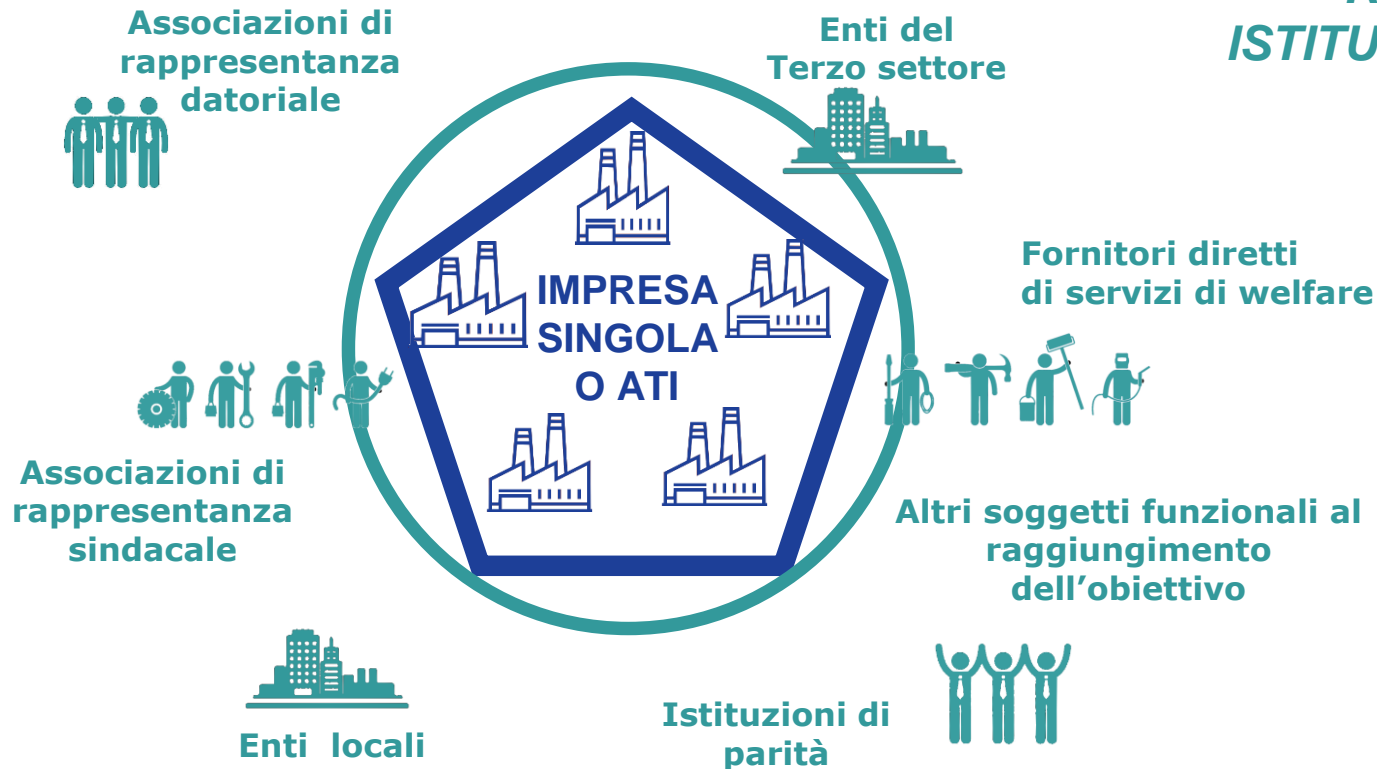 Associazioni di
rappresentanza
datoriale
Enti del
Terzo settore
ISTITU
Fornitori diretti
di servizi di welfare
IMPRESA
SINGOLA
O ATI
Associazioni di
rappresentanza
sindacale
Altri soggetti funzionali al
raggiungimento
dell’obiettivo
Enti locali
Istituzioni di
parità